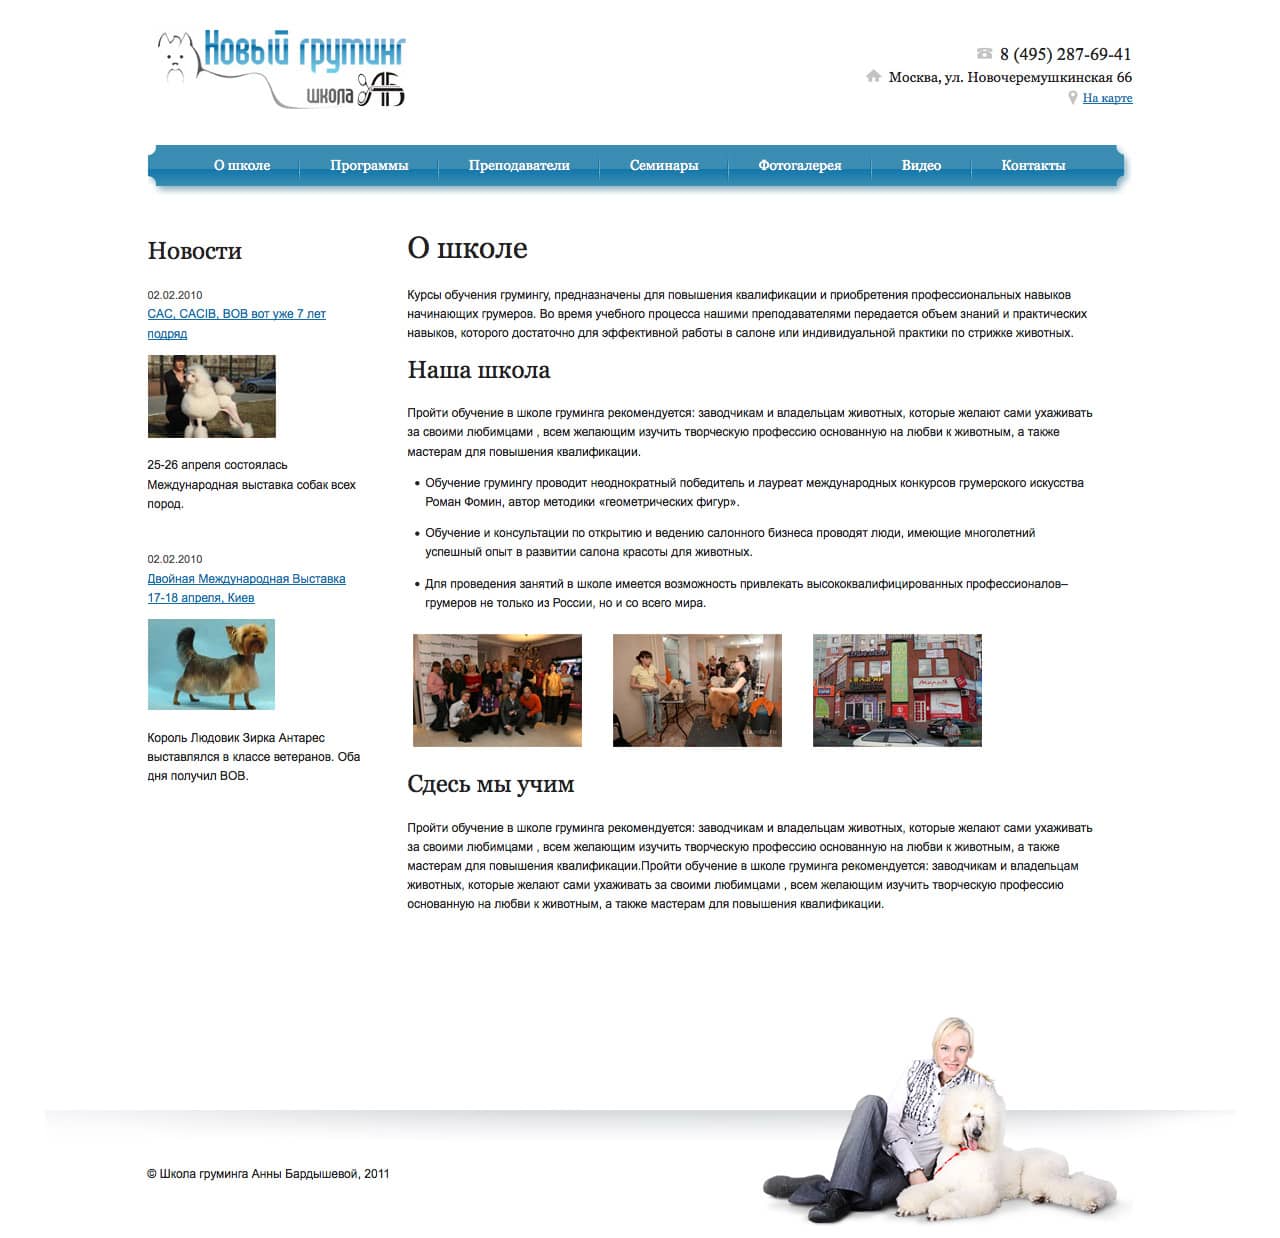 Новый груминг
школа АБ
8 (495) 287-69-41
Москва, ул. Новочеремушкинская 66
На карте
О школе
Программы
Преподаватели
Семинары
Фотогалерея
Видео
Контакты
Новости
02.02.2010
CAC, CACIB, BOB вот уже 7 лет
подряд
25-26 апреля состоялась
Международная выставка собак всех
пород.
02.02.2010
Двойная Международная Выставка
17-18 апреля, Киев
Король Людовик Зирка Антарес
выставлялся в классе ветеранов. Оба
дня получил BOB.
О школе
Курсы обучения грумингу, предназначены для повышения квалификации и приобретения профессиональных навыков
начинающих грумеров. Во время учебного процесса нашими преподавателями передается объем знаний и практических
навыков, которого достаточно для эффективной работы в салоне или индивидуальной практики по стрижке животных.
Наша школа
Пройти обучение в школе груминга рекомендуется: заводчикам и владельцам животных, которые желают сами ухаживать
за своими любимцами , всем желающим изучить творческую профессию основанную на любви к животным, а также
мастерам для повышения квалификации.
• Обучение грумингу проводит неоднократный победитель и лауреат международных конкурсов грумерского искусства
Роман Фомин, автор методики «геометрических фигур».
• Обучение и консультации по открытию и ведению салонного бизнеса проводят люди, имеющие многолетний
успешный опыт в развитии салона красоты для животных.
• Для проведения занятий в школе имеется возможность привлекать высококвалифицированных профессионалов–
грумеров не только из России, но и со всего мира.
Сдесь мы учим
Пройти обучение в школе груминга рекомендуется: заводчикам и владельцам животных, которые желают сами ухаживать
за своими любимцами , всем желающим изучить творческую профессию основанную на любви к животным, а также
мастерам для повышения квалификации.Пройти обучение в школе груминга рекомендуется: заводчикам и владельцам
животных, которые желают сами ухаживать за своими любимцами , всем желающим изучить творческую профессию
основанную на любви к животным, а также мастерам для повышения квалификации.
© Школа груминга Анны Бардышевой, 2011